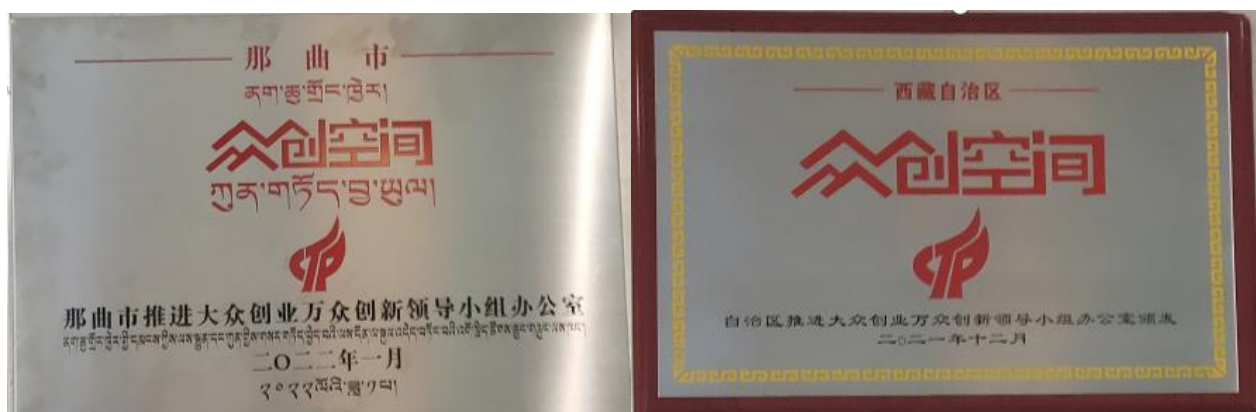 那曲市
ནག་ཆུ་གྲོང་ཁྱེར།
众创空间
ཀུན་གཏོད་བྱ་ཡུལ།
那曲市推进大众创业万众创新领导小组办公室
二〇二二年一月
༢༠༢༢ལོའི་ཟླ་༡པ།
西藏自治区
众创空间
自治区推进大众创业万众创新领导小组办公室颁发
二〇二一年十二月